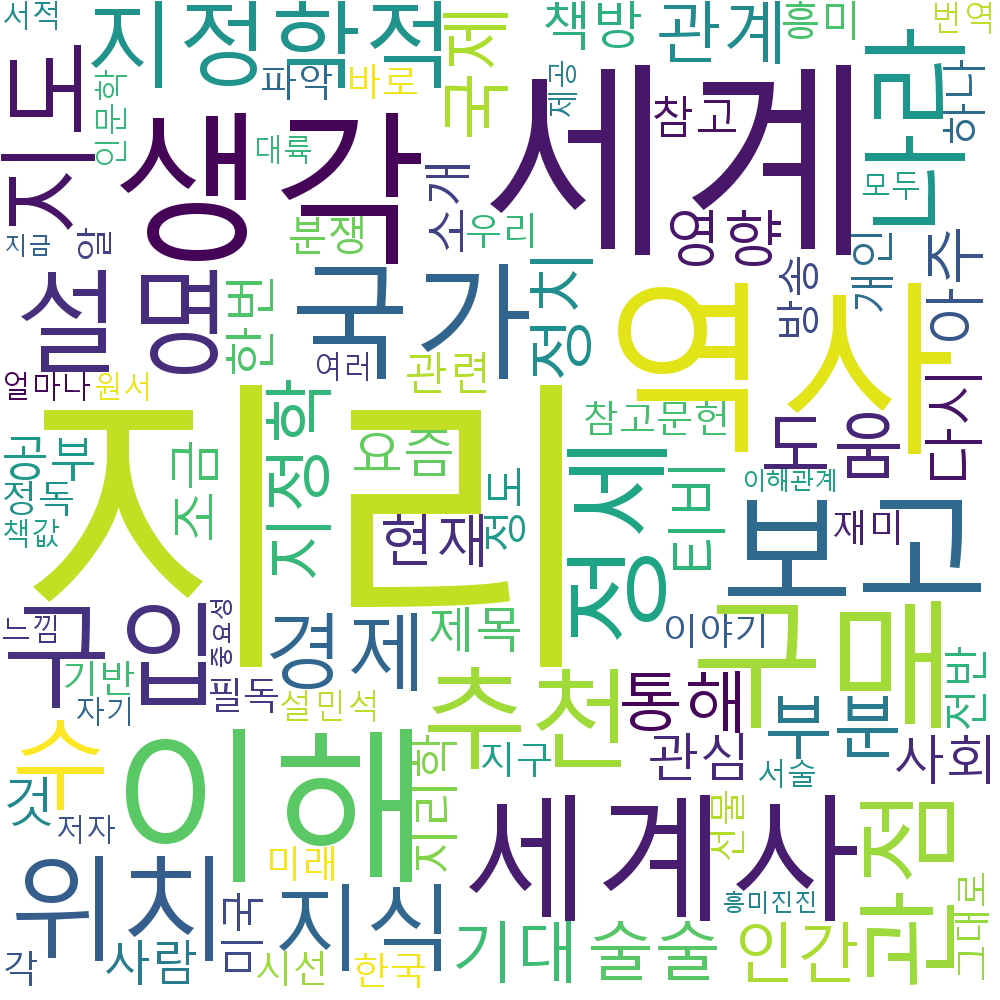 서적
지정학적
국제
책방
관계
흥미
번역
지도
인문학
파악
바로
제공
참고
나라
하나
생각
세계
대륙
소개
우리
모두
지금
알
분쟁
영향
방송
개인
아주
설명
한번
국가
정치
역사
얼마나
원서
여러
관련
지리
지정학
요즘
참고문헌
도움
다시
공부
정독
책값
조금
현재
정도
정세
티비
이해관계
보고
재미
느낌
구입
중요성
경제
제목
이야기
구매
전반
기반
자기
필독
설민석
추천
통해
부분
수
이해
지리학
지구
관심
서술
사회
것
저자
미래
세계사
선물
관점
흥미진진
위치
사람
미국
지식
시선
한국
기대
술술
인간
그대로
각